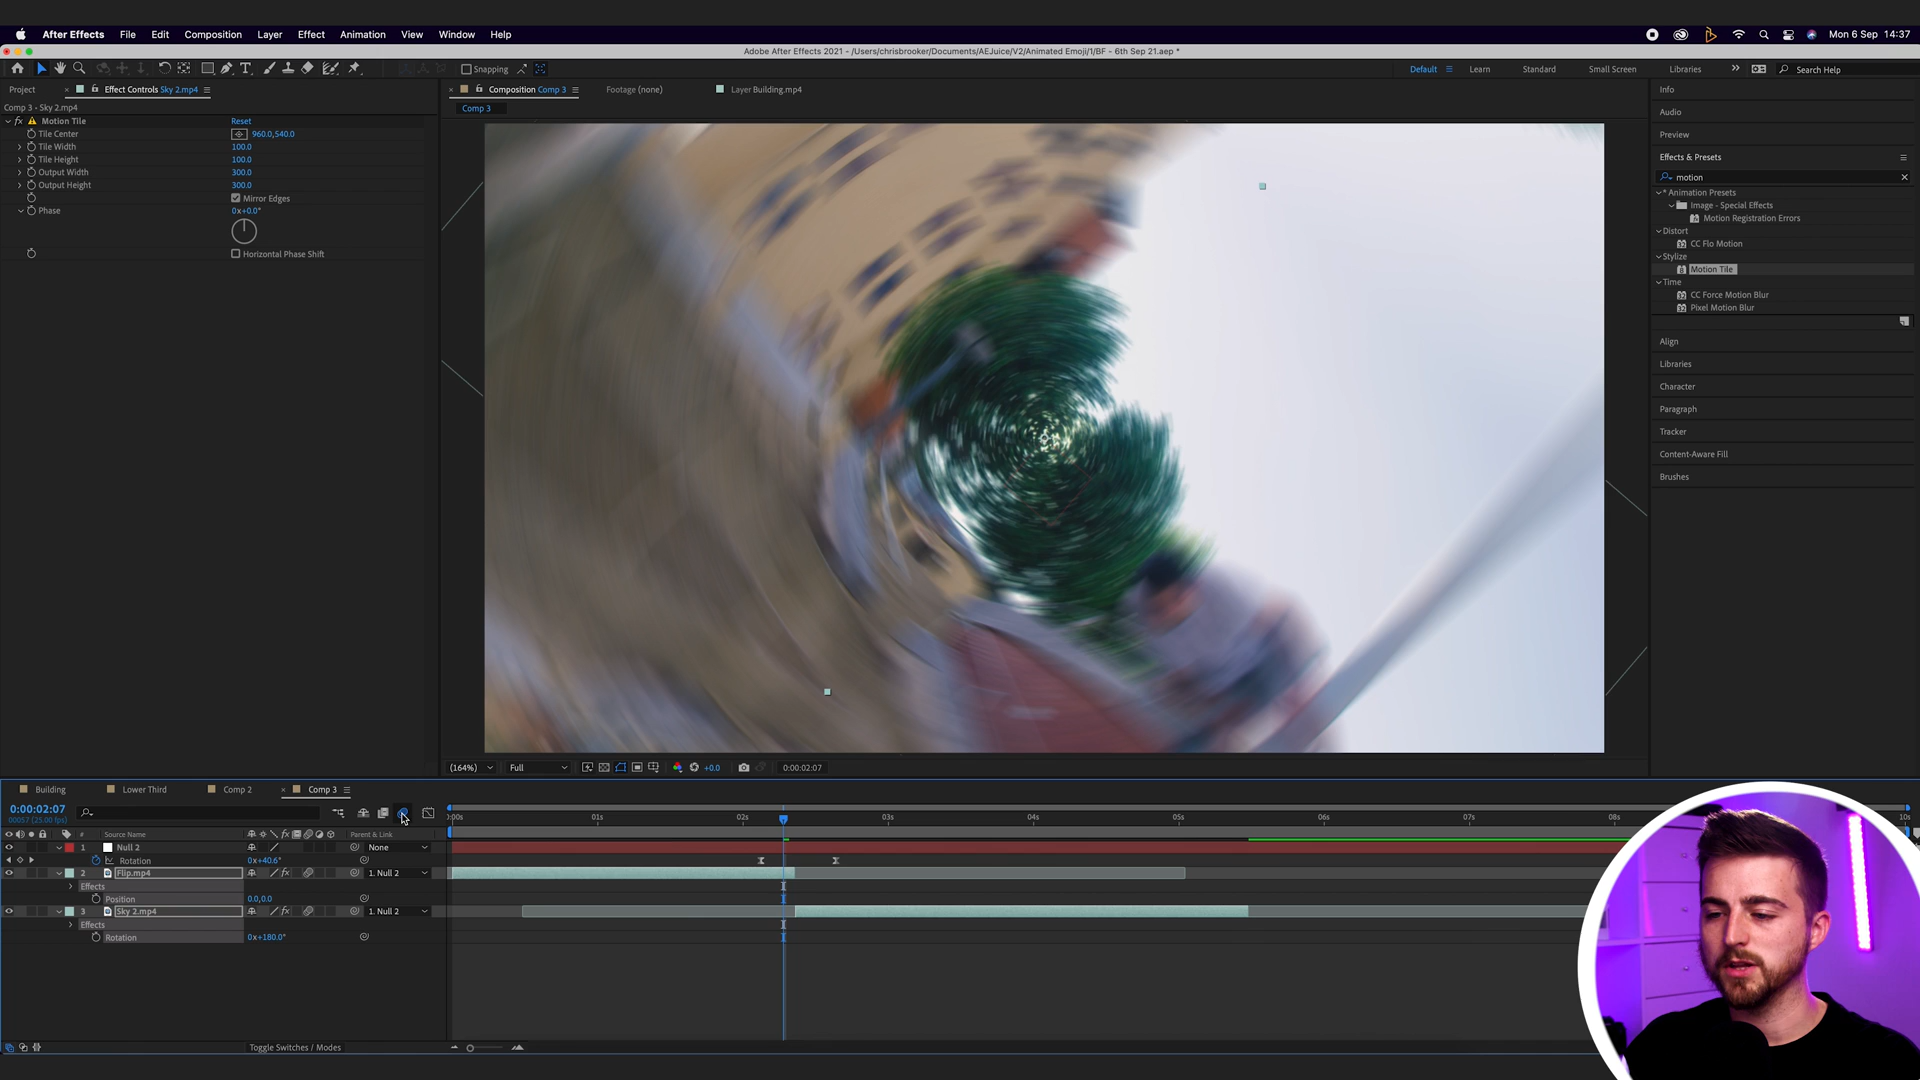 After Effects File Edit Composition Layer Effect Animation View Window Help Mon 6 Sep 14:37
Adobe After Effects 2021 - /Users/chrisbrooker/Documents/AEJuice/V2/Animated Emoji/1/BF - 6th Sep 21.aep *
Snapping Default Learn Standard Small Screen Libraries Search Help
Project Effect Controls Sky 2.mp4 Composition Comp 3 Footage (none) Layer Building.mp4 Info
Comp 3 • Sky 2.mp4 Comp 3
Audio
Motion Tile Reset
Tile Center 960.0,540.0 Preview
Tile Width 100.0
Tile Height 100.0 Effects & Presets
Output Width 300.0
motion
Output Height 300.0
* Animation Presets
Mirror Edges
Image - Special Effects
Phase 0x+0.0°
Motion Registration Errors
Distort
CC Flo Motion
Horizontal Phase Shift
Stylize
Motion Tile
Time
CC Force Motion Blur
Pixel Motion Blur
Align
Libraries
Character
Paragraph
Tracker
Content-Aware Fill
Brushes
(164%) Full +0.0 0:00:02:07
Building Lower Third Comp 2 Comp 3
0:00:02:07
00057 (25.00 fps)
0:00s 01s 02s 03s 04s 05s 06s 07s 08s 10s
# Source Name Parent & Link
1 Null 2 None
Rotation 0x+40.6°
2 Flip.mp4 1. Null 2
Effects
Position 0.0,0.0
3 Sky 2.mp4 1. Null 2
Effects
Rotation 0x+180.0°
Toggle Switches / Modes